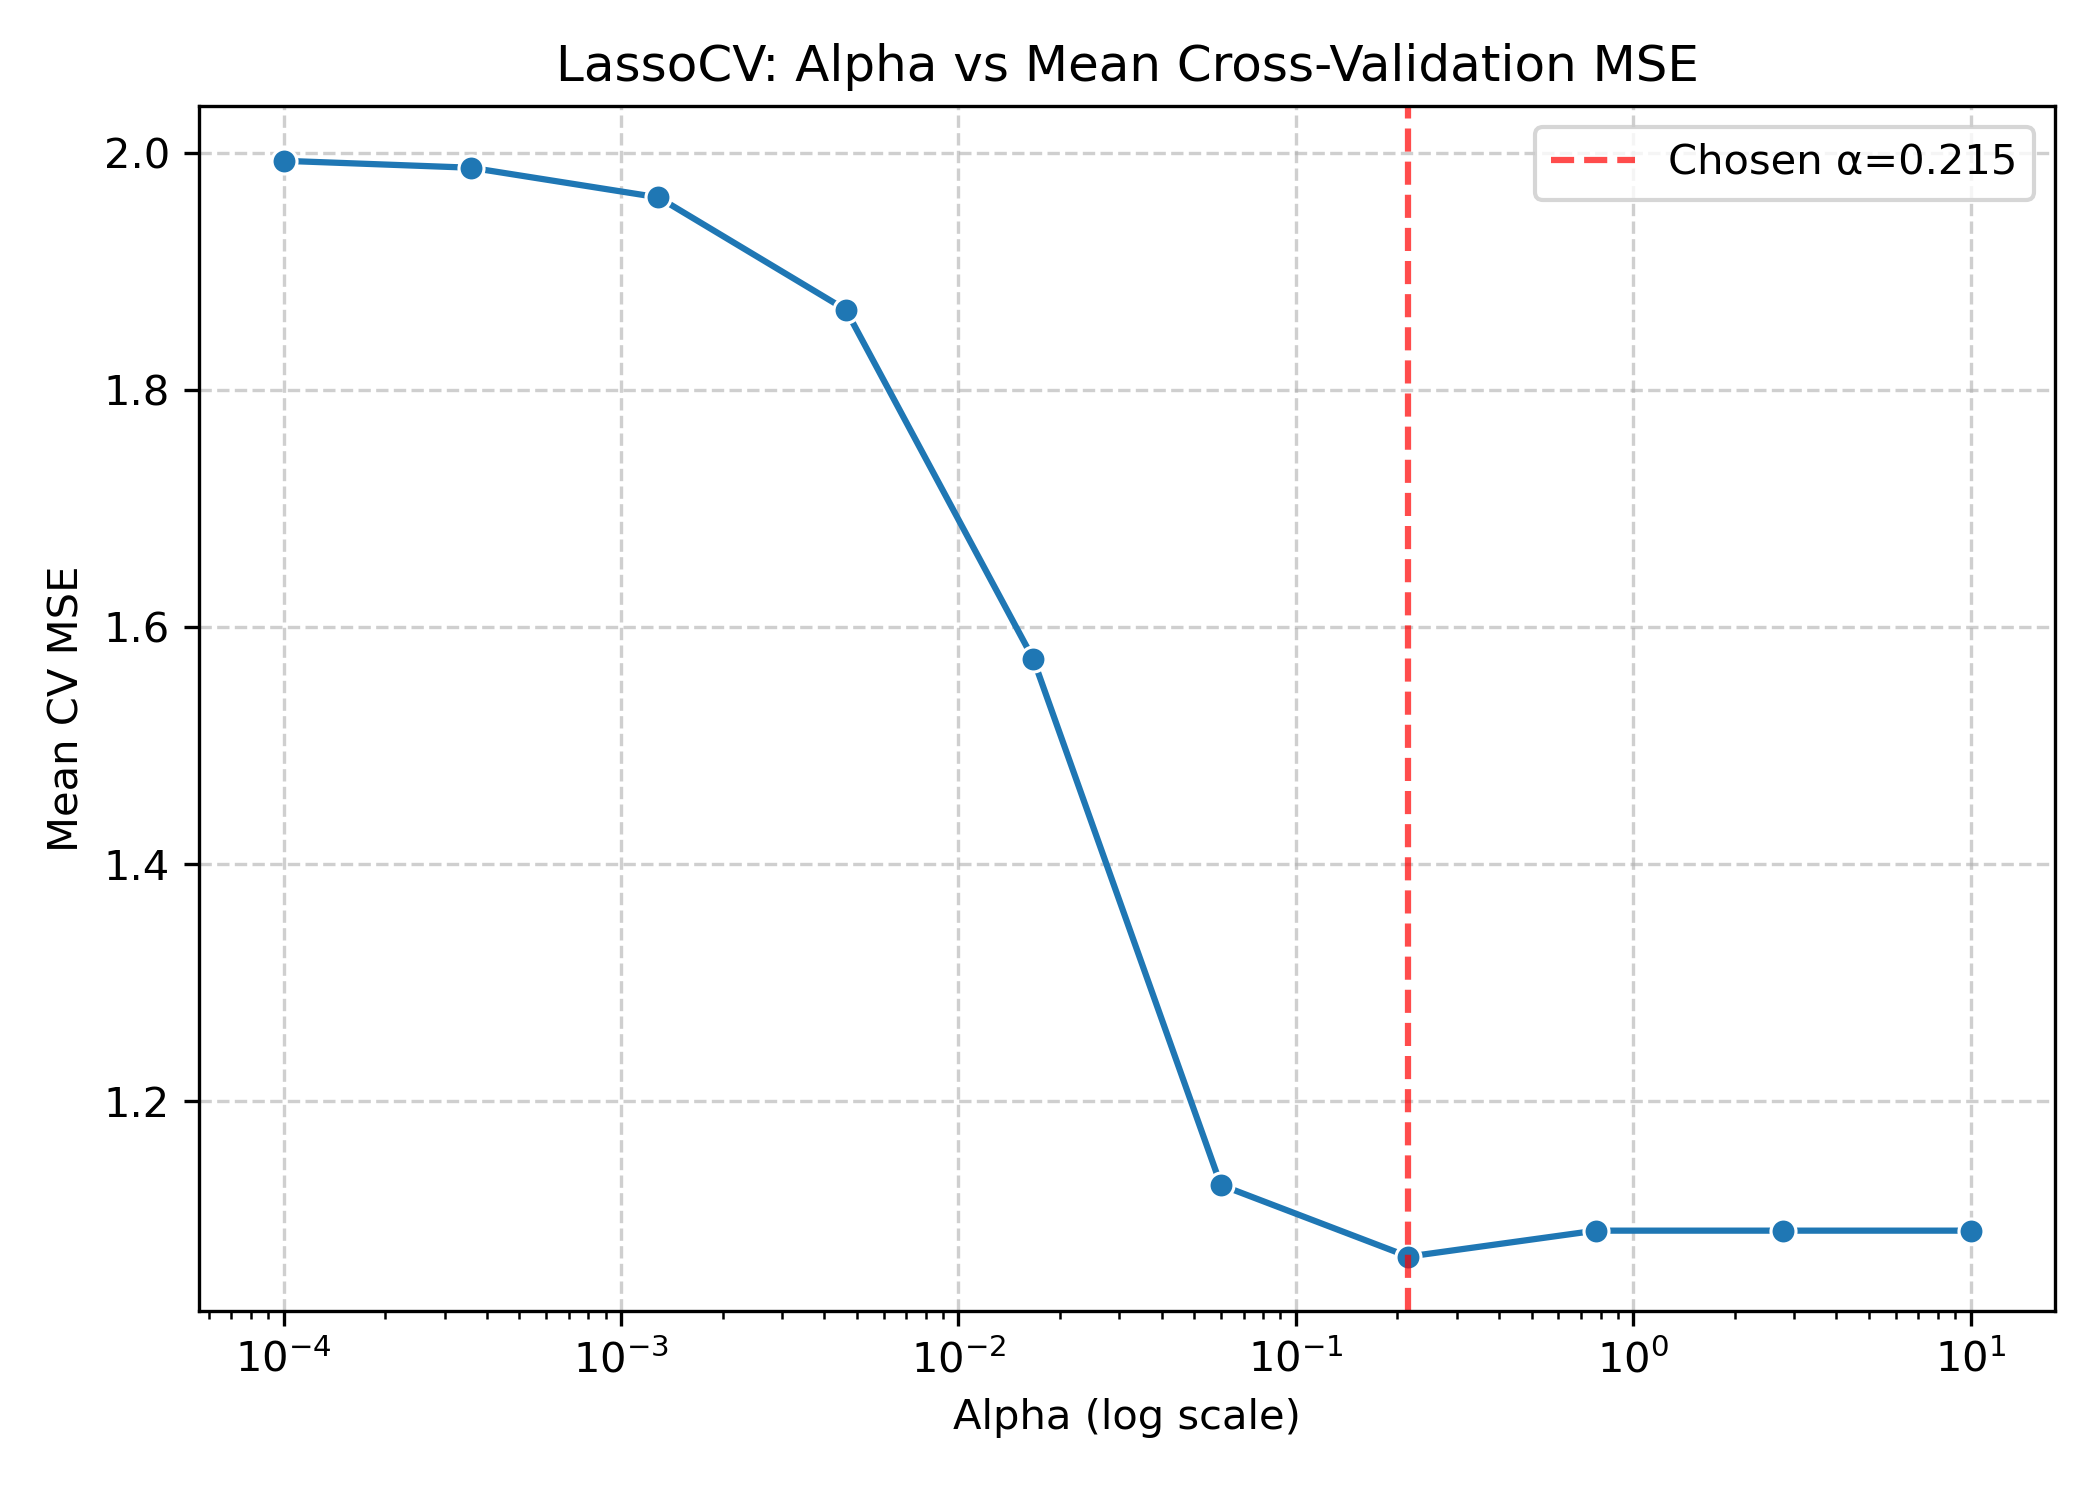 LassoCV: Alpha vs Mean Cross-Validation MSE
Chosen α=0.215
Mean CV MSE
2.0
1.8
1.6
1.4
1.2
10⁻⁴ 10⁻³ 10⁻² 10⁻¹ 10⁰ 10¹
Alpha (log scale)